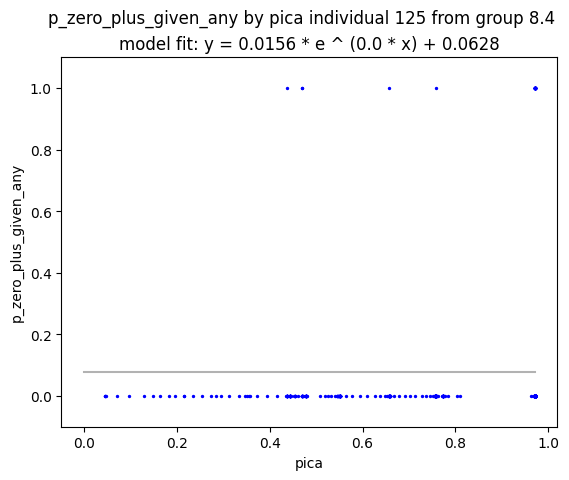 p_zero_plus_given_any by pica individual 125 from group 8.4
model fit: y = 0.0156 * e ^ (0.0 * x) + 0.0628
1.0
0.8
0.6
0.4
0.2
0.0
p_zero_plus_given_any
0.0 0.2 0.4 0.6 0.8 1.0
pica